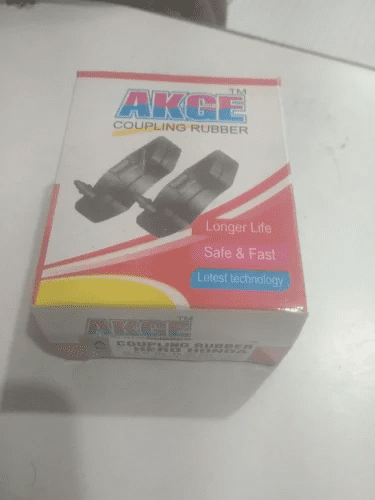 AKGE TM
COUPLING RUBBER
Longer Life
Safe & Fast
Letest technology
AKGE TM
COUPLING RUBBER
HERO HONDA